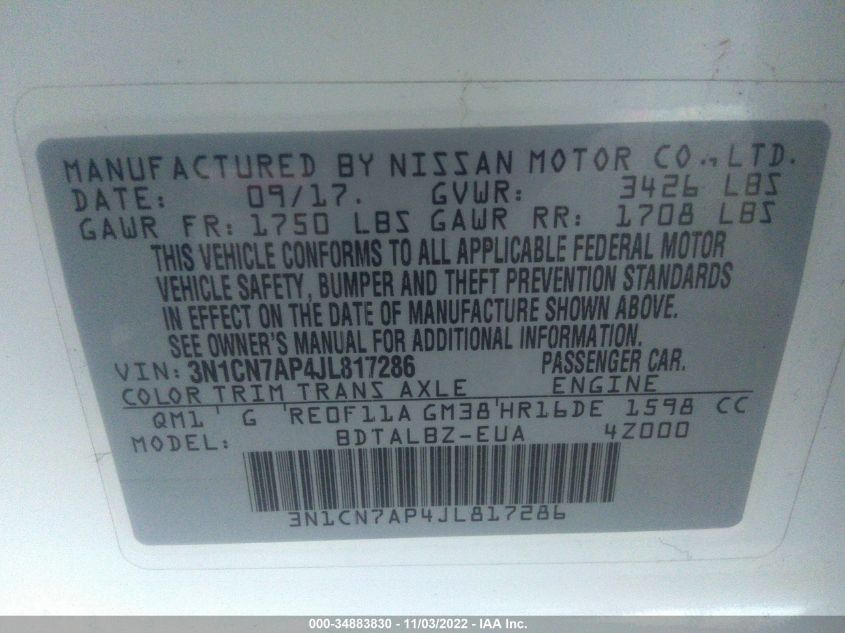 MANUFACTURED BY NISSAN MOTOR CO., LTD.
DATE: 09/17. GVWR: 3426 LBS
GAWR FR: 1750 LBS GAWR RR: 1708 LBS
THIS VEHICLE CONFORMS TO ALL APPLICABLE FEDERAL MOTOR
VEHICLE SAFETY, BUMPER AND THEFT PREVENTION STANDARDS
IN EFFECT ON THE DATE OF MANUFACTURE SHOWN ABOVE.
SEE OWNER'S MANUAL FOR ADDITIONAL INFORMATION.
VIN: 3N1CN7AP4JL817286 PASSENGER CAR.
COLOR TRIM TRANS AXLE ENGINE
QM1 ' G 'RE0F11A GM38'HR16DE 1598 CC
MODEL: BDTALBZ-EUA 4Z000
3N1CN7AP4JL817286
000-34883830 - 11/03/2022 - IAA Inc.